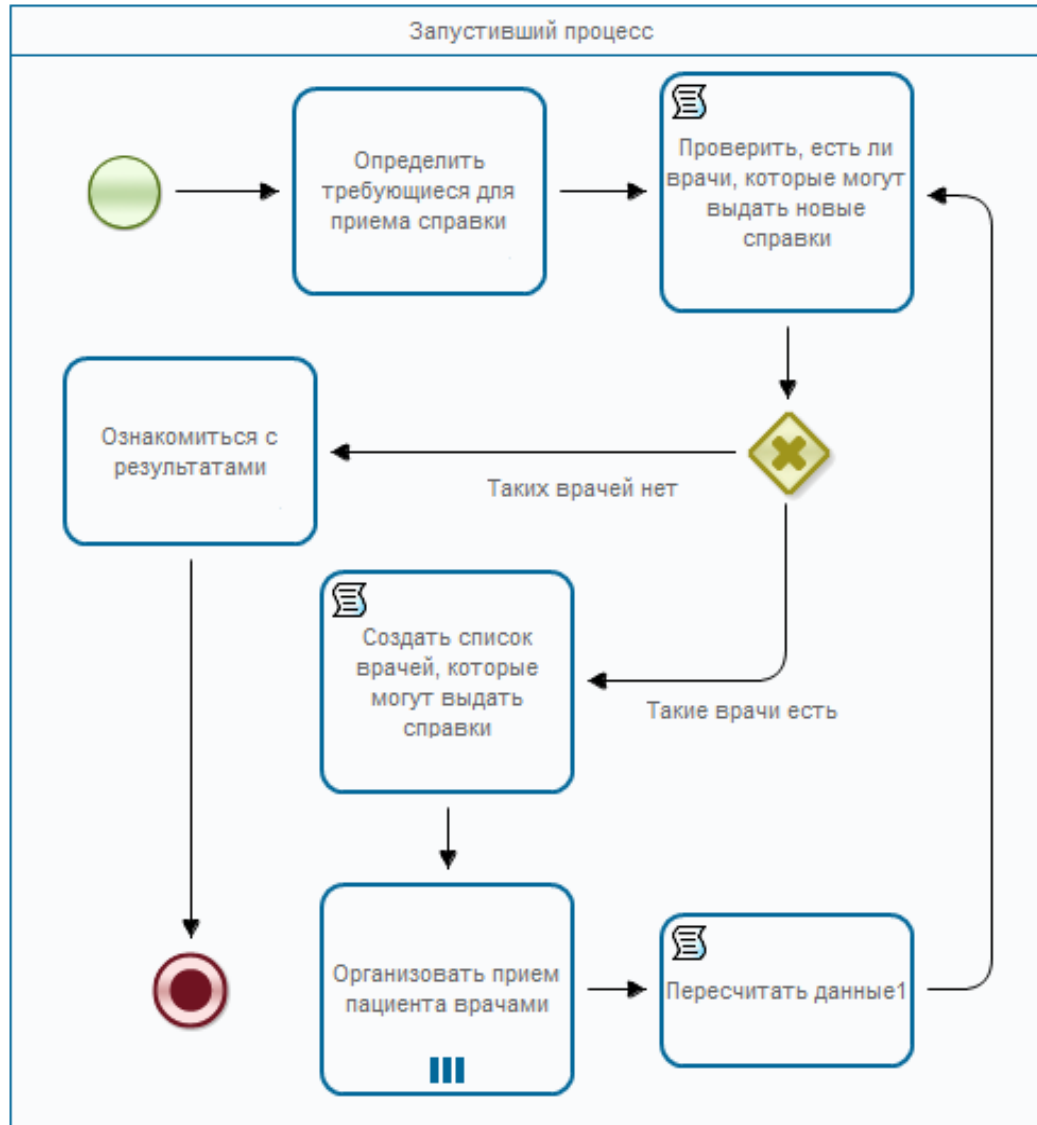 Запустивший процесс
Определить
требующиеся для
приема справки
Проверить, есть ли
врачи, которые могут
выдать новые
справки
Ознакомиться с
результатами
Таких врачей нет
Создать список
врачей, которые
могут выдать
справки
Такие врачи есть
Организовать прием
пациента врачами
Пересчитать данные1